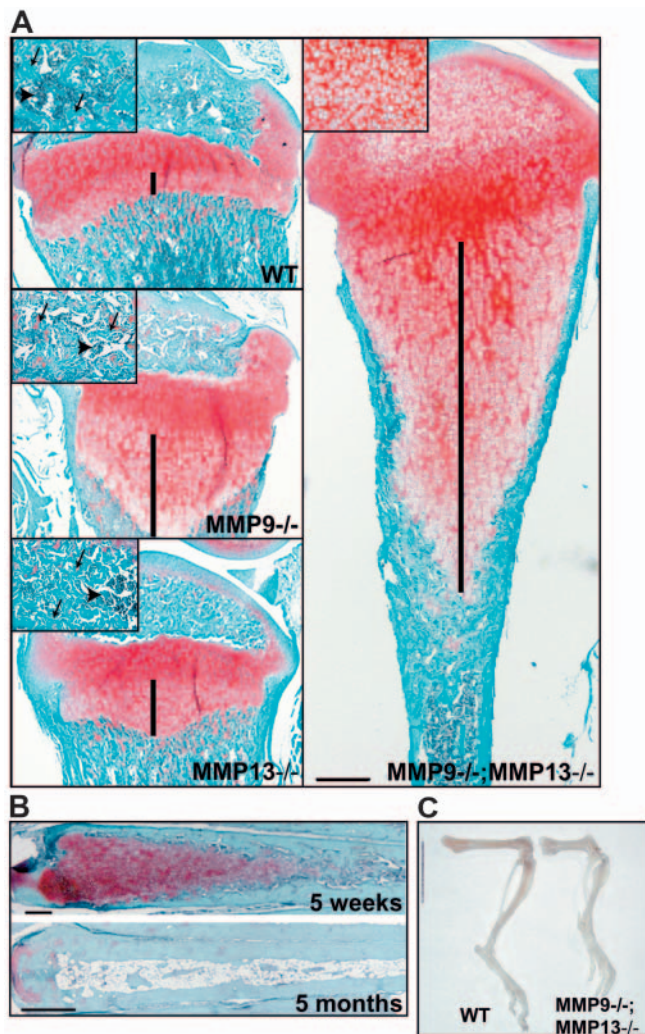 A
WT
MMP9-/-
MMP13-/-
MMP9-/-;MMP13-/-
B
5 weeks
5 months
C
WT
MMP9-/-;
MMP13-/-